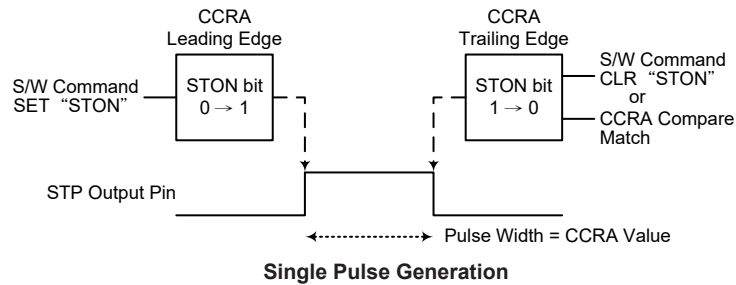 CCRA
Leading Edge
CCRA
Trailing Edge
S/W Command
SET “STON”
STON bit
0 → 1
STON bit
1 → 0
S/W Command
CLR “STON”
or
CCRA Compare
Match
STP Output Pin
Pulse Width = CCRA Value
Single Pulse Generation